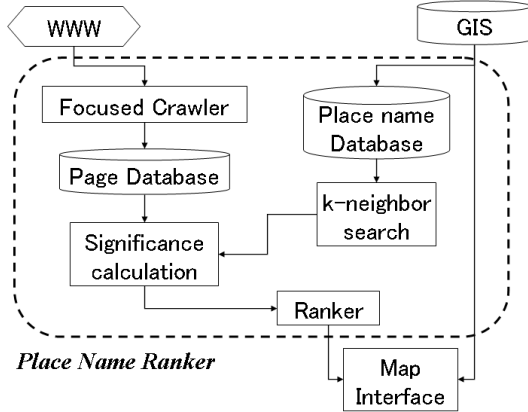 WWW
GIS
Focused Crawler
Place name
Database
Page Database
k-neighbor
search
Significance
calculation
Ranker
Place Name Ranker
Map
Interface